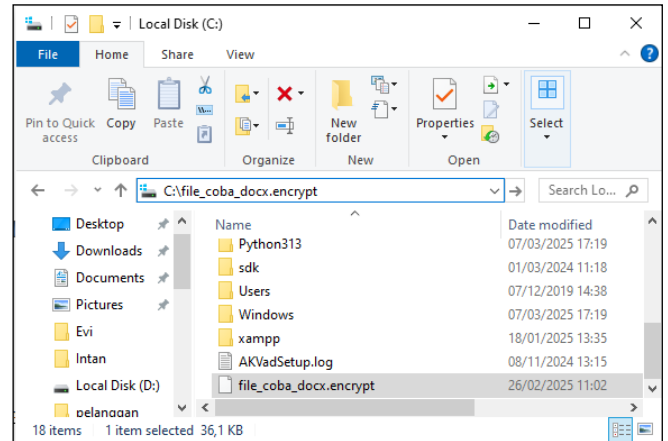 Local Disk (C:)
File Home Share View
Pin to Quick access Copy Paste
New folder Properties Select
Clipboard Organize New Open
C:\file_coba_docx.encrypt Search Lo...
Desktop
Downloads
Documents
Pictures
Evi
Intan
Local Disk (D:)
pelanggan
Name Date modified
Python313 07/03/2025 17:19
sdk 01/03/2024 11:18
Users 07/12/2019 14:38
Windows 07/03/2025 17:19
xampp 18/01/2025 13:35
AKVadSetup.log 08/11/2024 13:15
file_coba_docx.encrypt 26/02/2025 11:02
18 items 1 item selected 36,1 KB